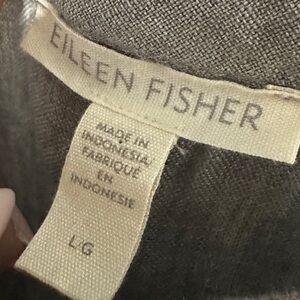 EILEEN FISHER
MADE IN
INDONESIA
FABRIQUÉ
EN
INDONESIE
L/G